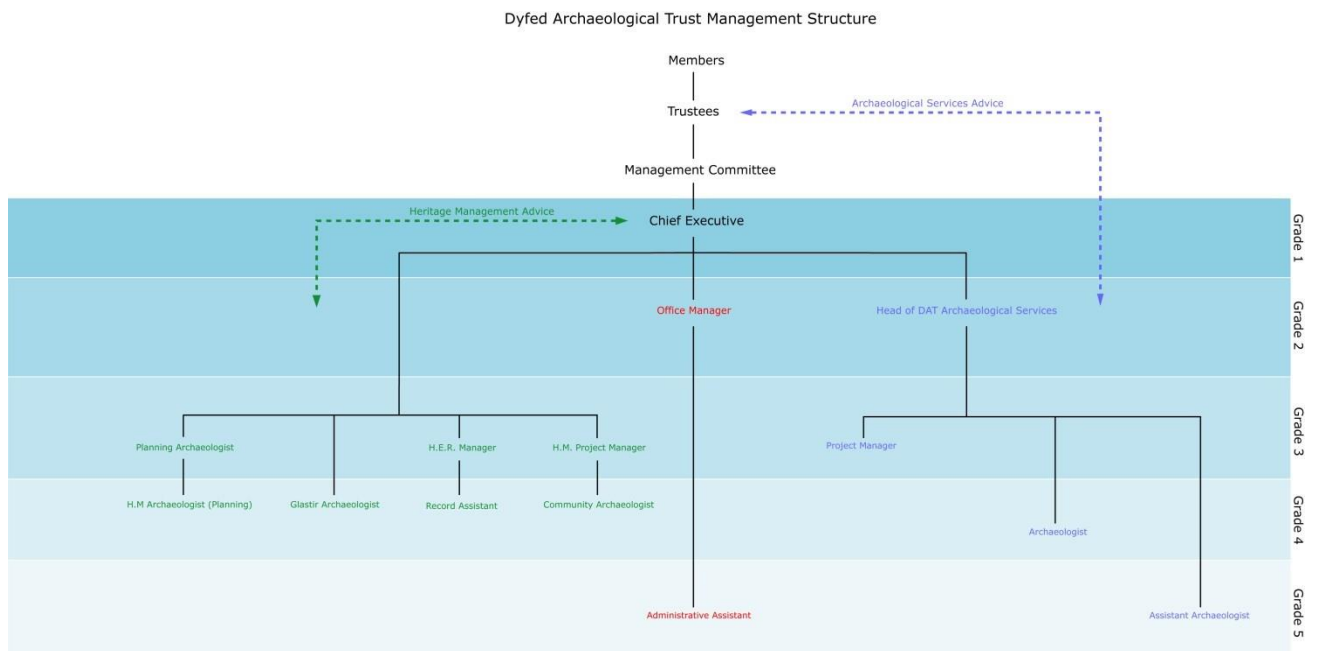 Dyfed Archaeological Trust Management Structure
Members
Archaeological Services Advice
Trustees
Management Committee
Heritage Management Advice
Chief Executive
Grade 1
Office Manager
Head of DAT Archaeological Services
Grade 2
Planning Archaeologist
H.E.R. Manager
H.M. Project Manager
Project Manager
Grade 3
H.M Archaeologist (Planning)
Glastir Archaeologist
Record Assistant
Community Archaeologist
Archaeologist
Grade 4
Administrative Assistant
Assistant Archaeologist
Grade 5